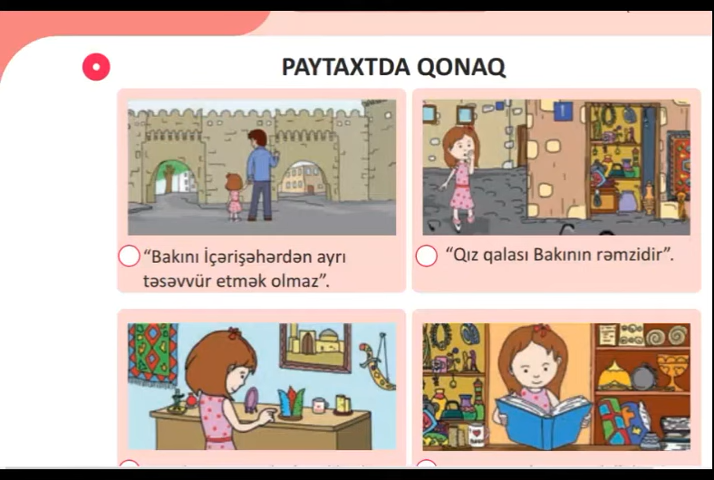 PAYTAXTDA QONAQ
“Bakını İçərişəhərdən ayrı
təsəvvür etmək olmaz”.
“Qız qalası Bakının rəmzidir”.